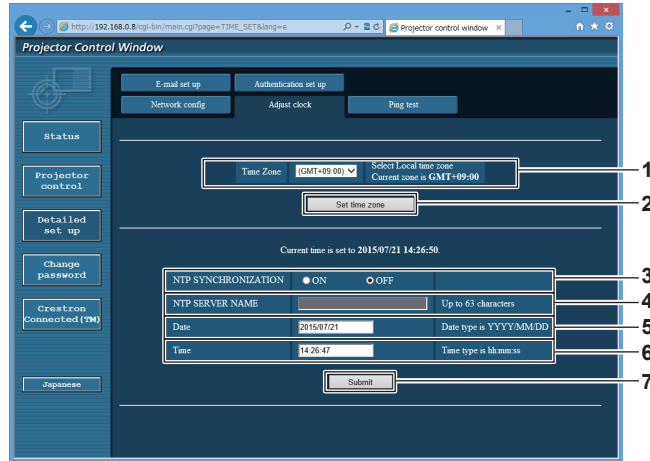 http://192.168.0.8/cgi-bin/main.cgi?page=TIME_SET&lang=e
Projector control window
Projector Control Window
E-mail set up
Authentication set up
Network config
Adjust clock
Ping test
Status
Projector
control
Detailed
set up
Change
password
Crestron
Connected(TM)
Japanese
Time Zone
(GMT+09:00)
Select Local time zone
Current zone is GMT+09:00
1
Set time zone
2
Current time is set to 2015/07/21 14:26:50.
NTP SYNCHRONIZATION
ON
OFF
3
NTP SERVER NAME
Up to 63 characters
4
Date
2015/07/21
Date type is YYYY/MM/DD
5
Time
14:26:47
Time type is hh:mm:ss
6
Submit
7